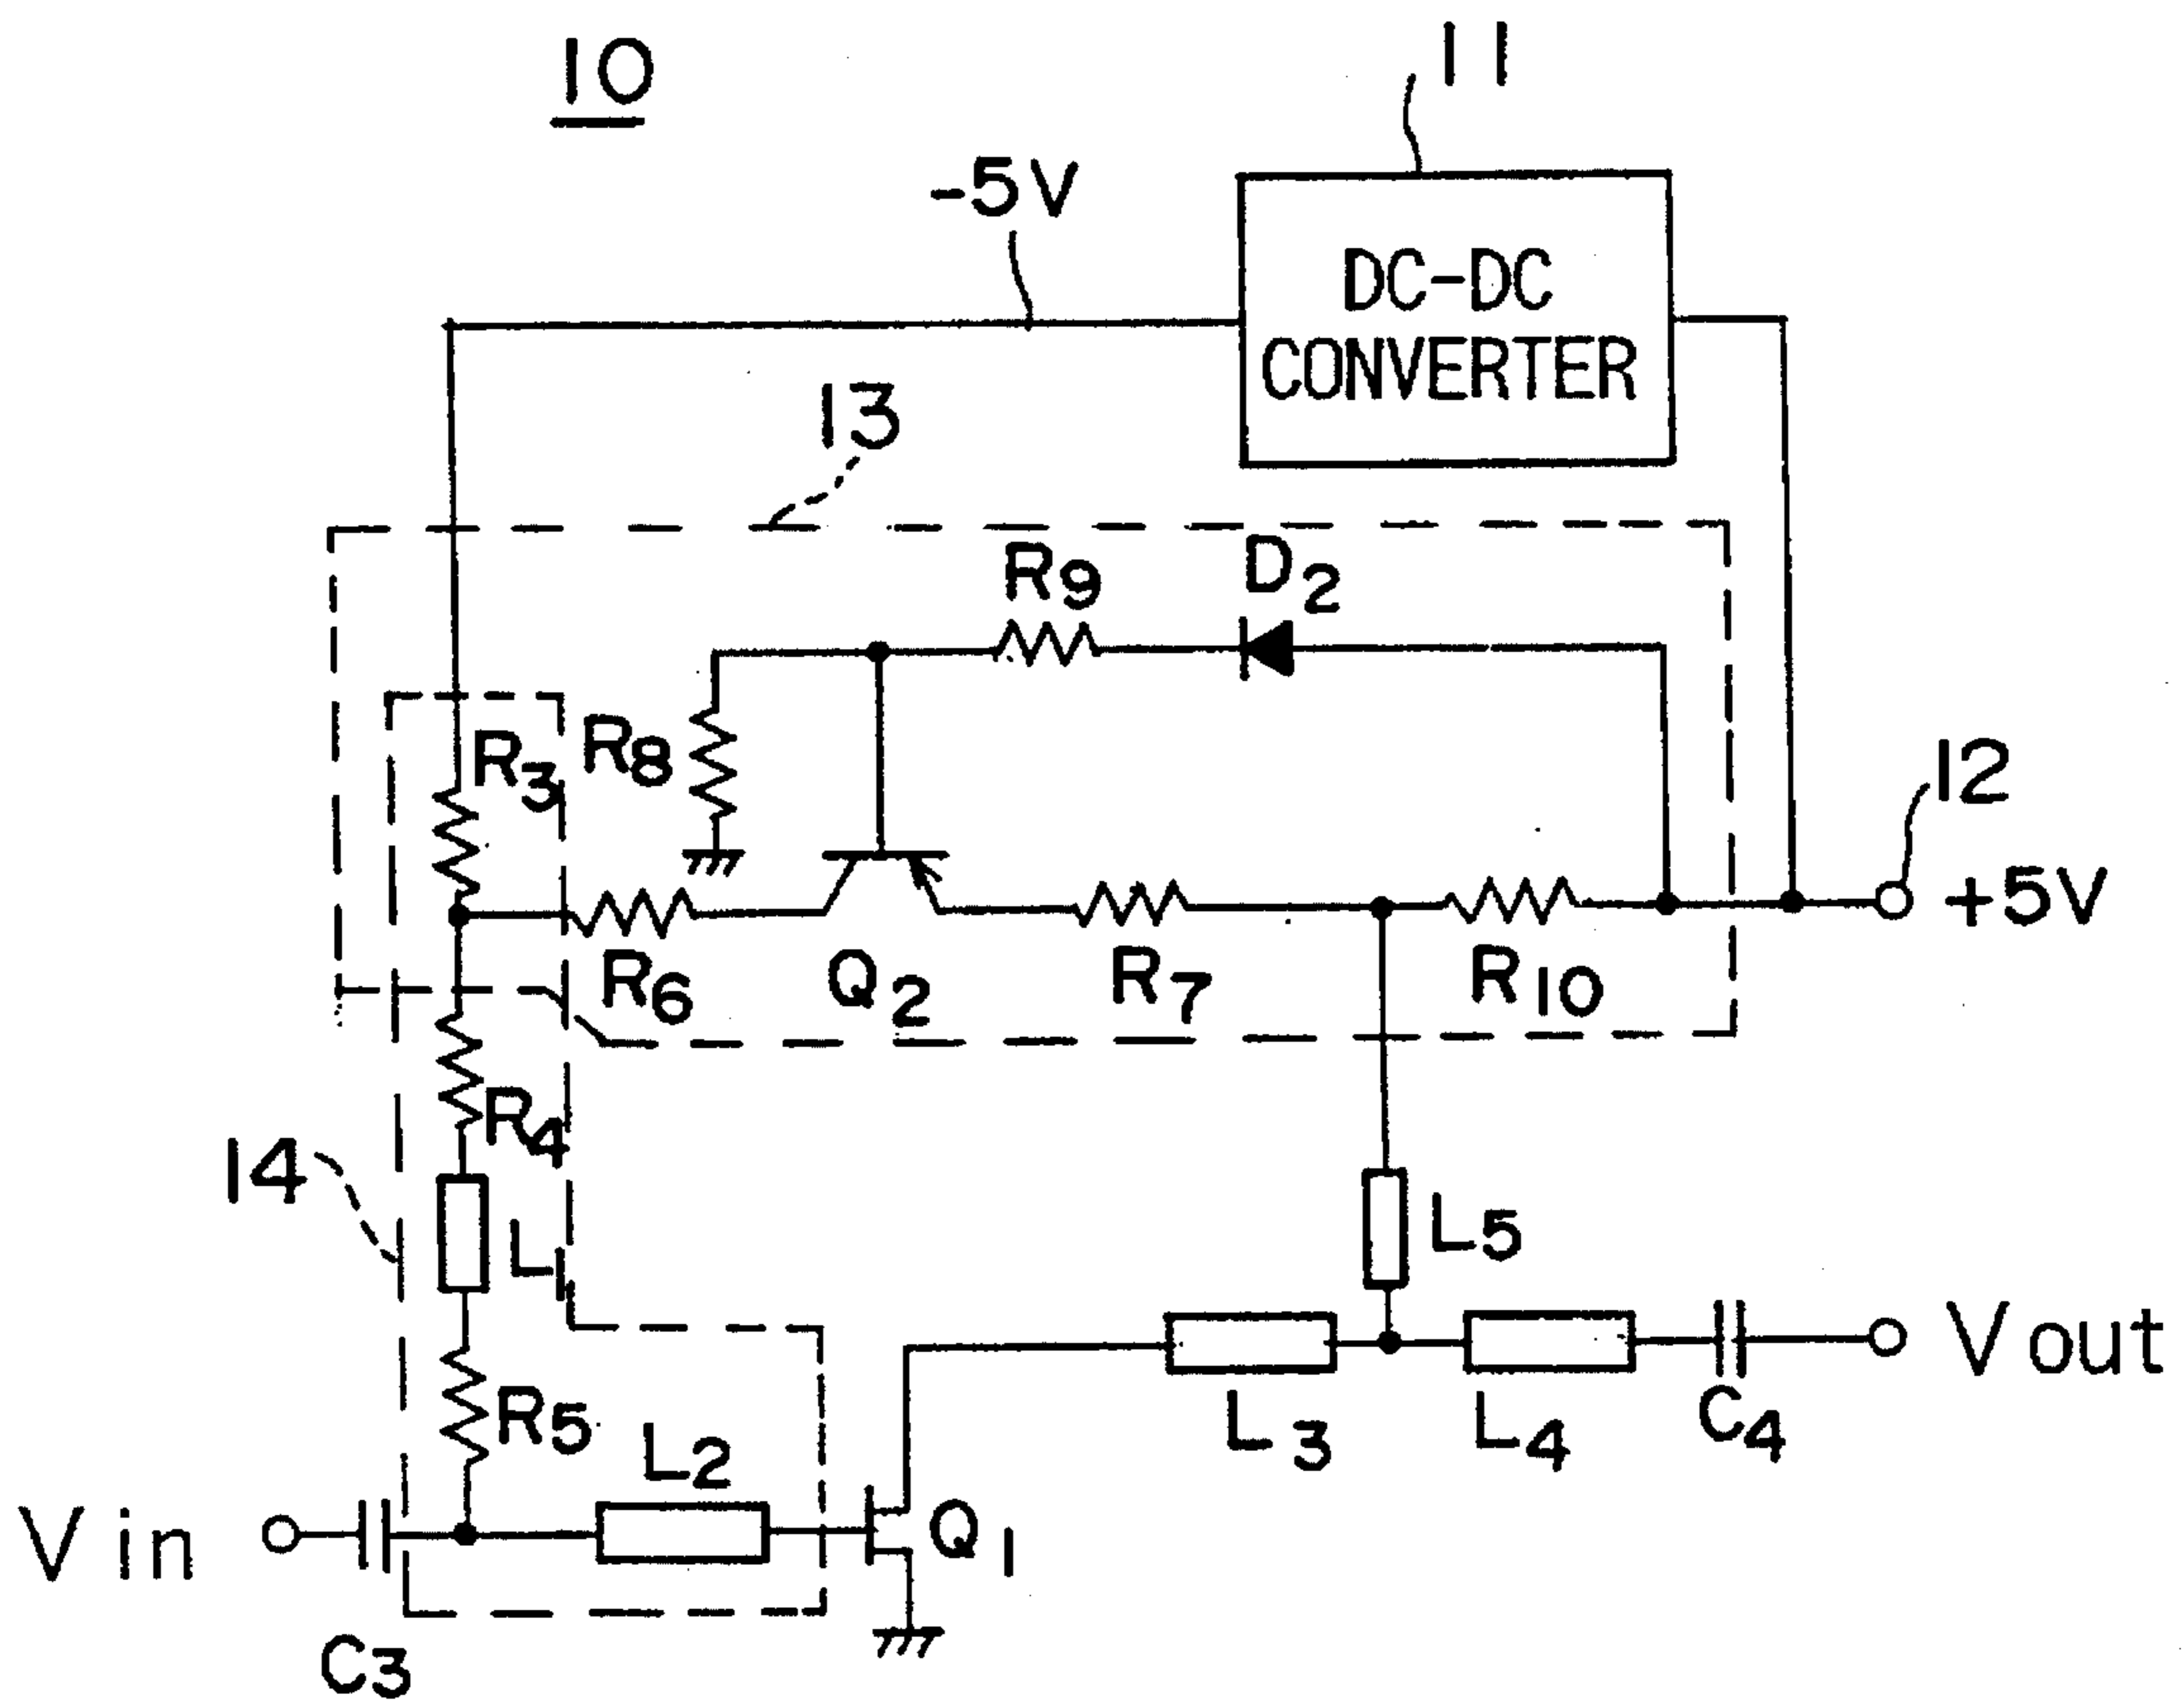 10
11
-5V
DC-DC
CONVERTER
13
R9
D2
R3
R8
12
+5V
R6
Q2
R7
R10
R4
14
L1
L5
Vout
R5
L2
L3
L4
C4
Vin
Q1
C3